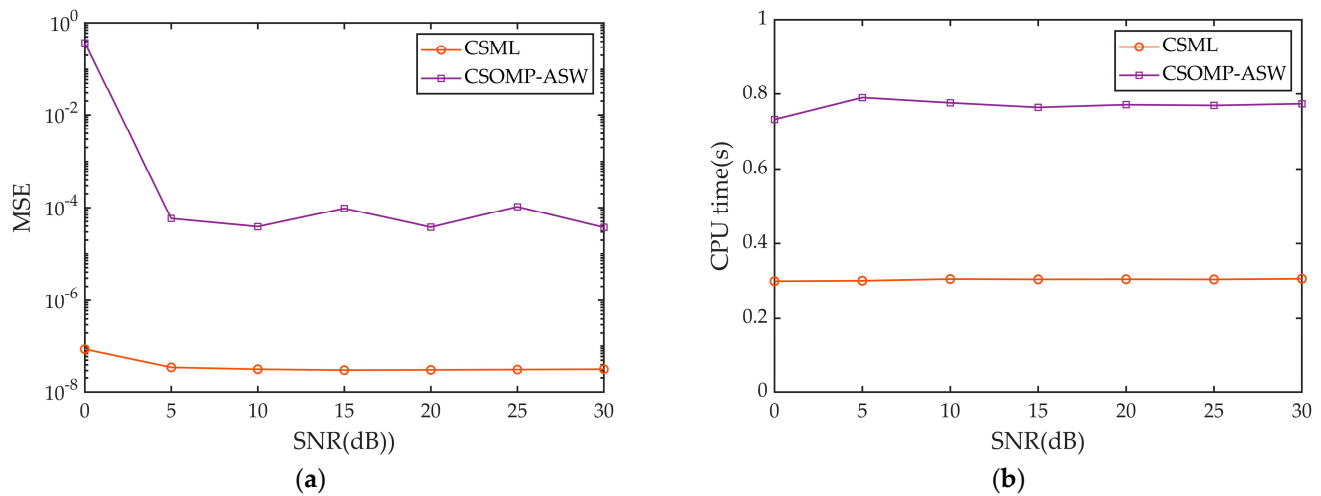 10^0
10^-2
10^-4
10^-6
10^-8
MSE
0 5 10 15 20 25 30
SNR(dB))
CSML
CSOMP-ASW
(a)
1
0.8
0.6
0.4
0.2
0
CPU time(s)
0 5 10 15 20 25 30
SNR(dB)
CSML
CSOMP-ASW
(b)